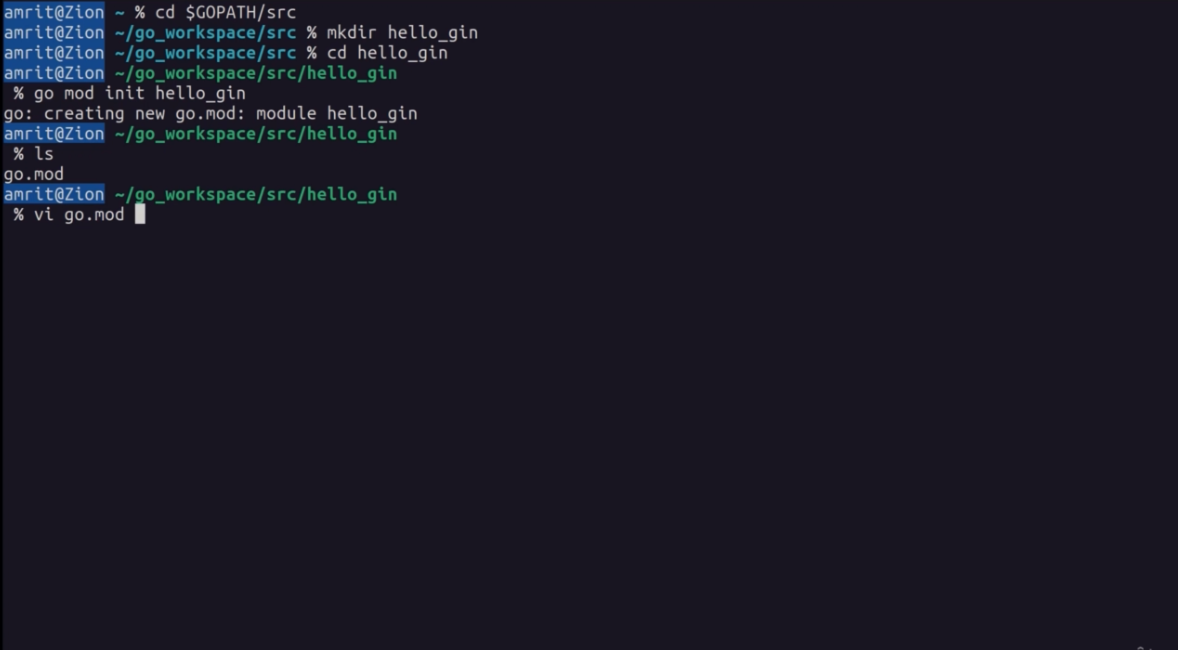 amrit@Zion ~ % cd $GOPATH/src
amrit@Zion ~/go_workspace/src % mkdir hello_gin
amrit@Zion ~/go_workspace/src % cd hello_gin
amrit@Zion ~/go_workspace/src/hello_gin
% go mod init hello_gin
go: creating new go.mod: module hello_gin
amrit@Zion ~/go_workspace/src/hello_gin
% ls
go.mod
amrit@Zion ~/go_workspace/src/hello_gin
% vi go.mod